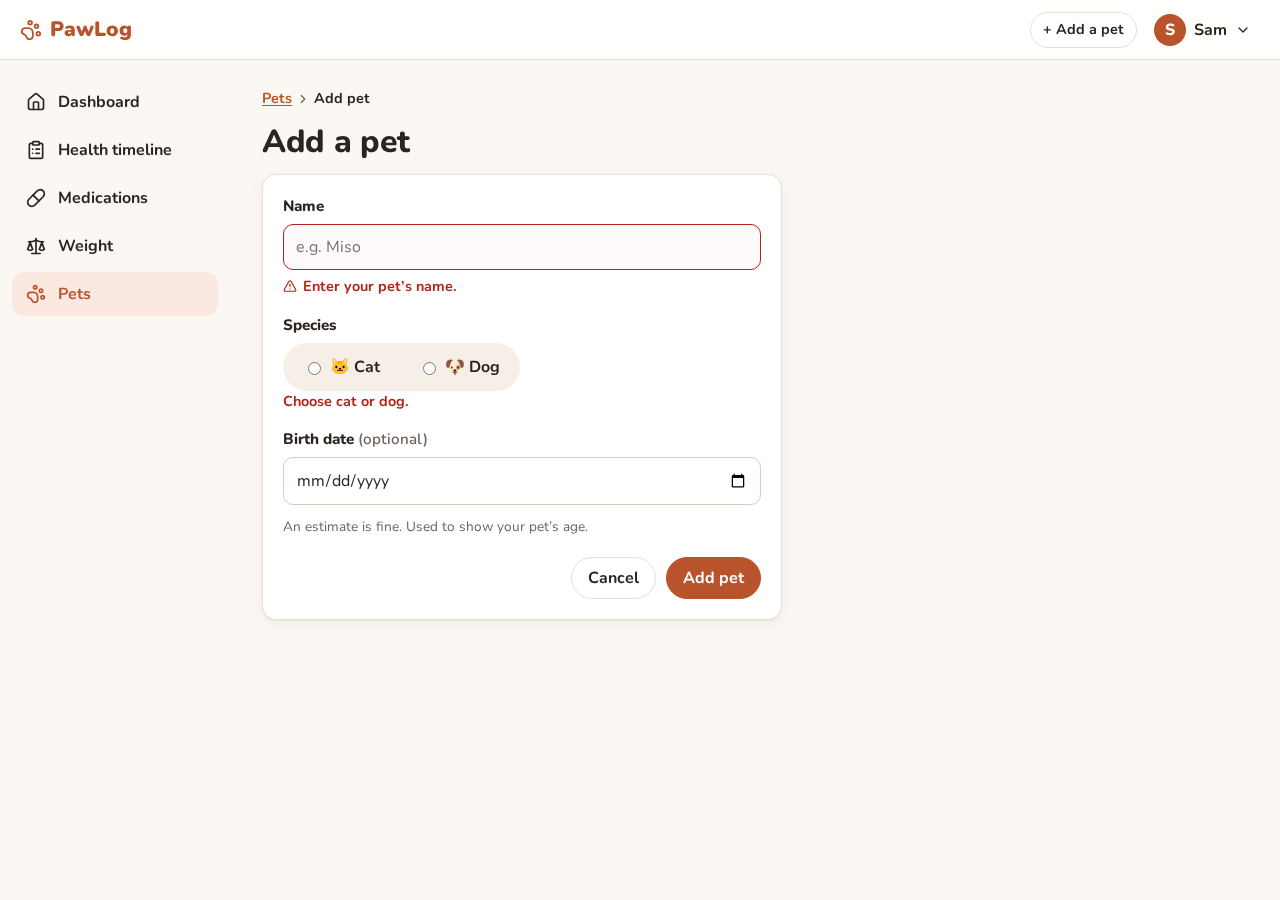 PawLog
+ Add a pet
S
Sam
Dashboard
Health timeline
Medications
Weight
Pets
Pets > Add pet
Add a pet
Name
e.g. Miso
Enter your pet’s name.
Species
🐱 Cat
🐶 Dog
Choose cat or dog.
Birth date (optional)
mm/dd/yyyy
An estimate is fine. Used to show your pet’s age.
Cancel
Add pet